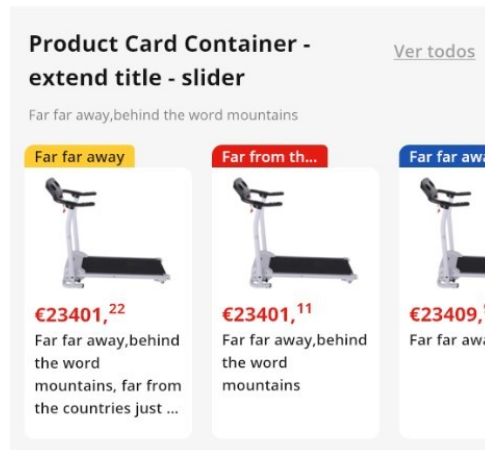 Product Card Container -
extend title - slider
Ver todos
Far far away,behind the word mountains
Far far away
€23401,22
Far far away,behind
the word
mountains, far from
the countries just ...
Far from th...
€23401,11
Far far away,behind
the word
mountains
Far far
€23409,
Far far